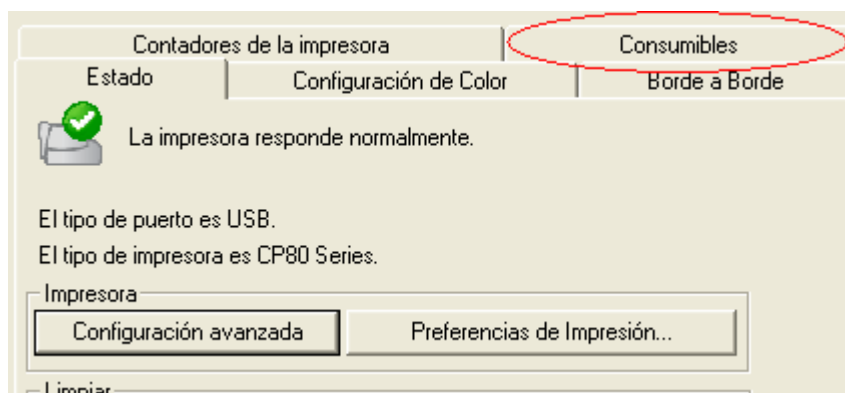 Contadores de la impresora Consumibles
Estado Configuración de Color Borde a Borde
La impresora responde normalmente.
El tipo de puerto es USB.
El tipo de impresora es CP80 Series.
Impresora
Configuración avanzada Preferencias de Impresión...
Limpiar